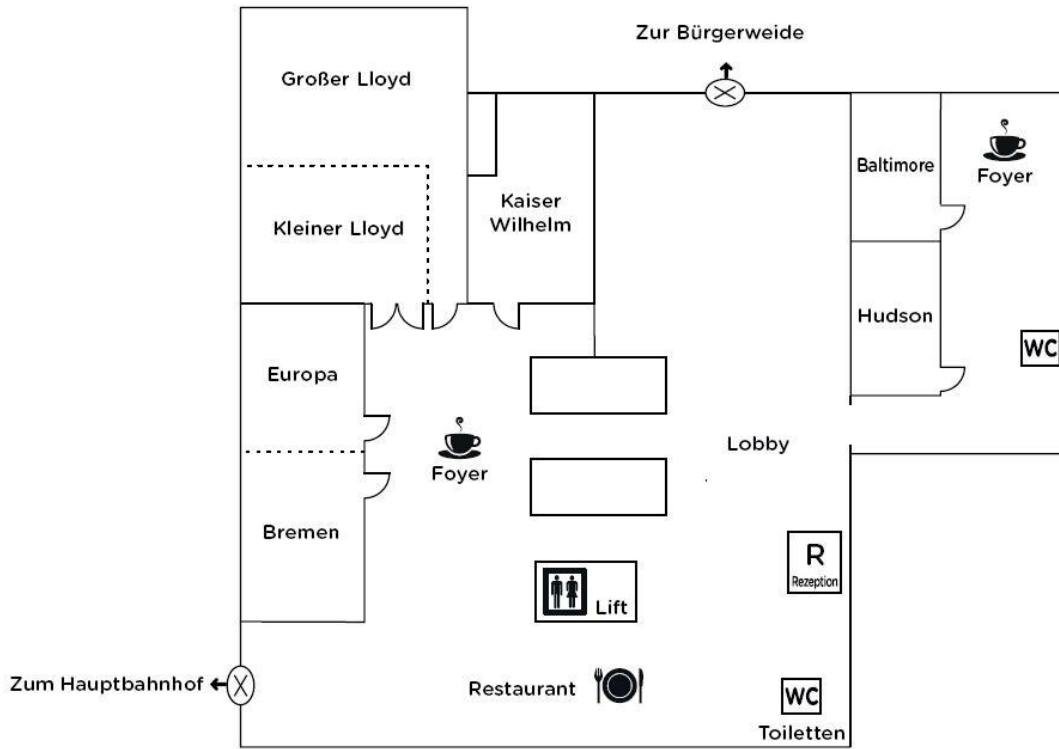 Zur Bürgerweide
Großer Lloyd
Baltimore
Foyer
Kaiser
Wilhelm
Kleiner Lloyd
Hudson
WC
Europa
Lobby
Foyer
Bremen
R
Rezeption
Lift
Zum Hauptbahnhof
Restaurant
WC
Toiletten